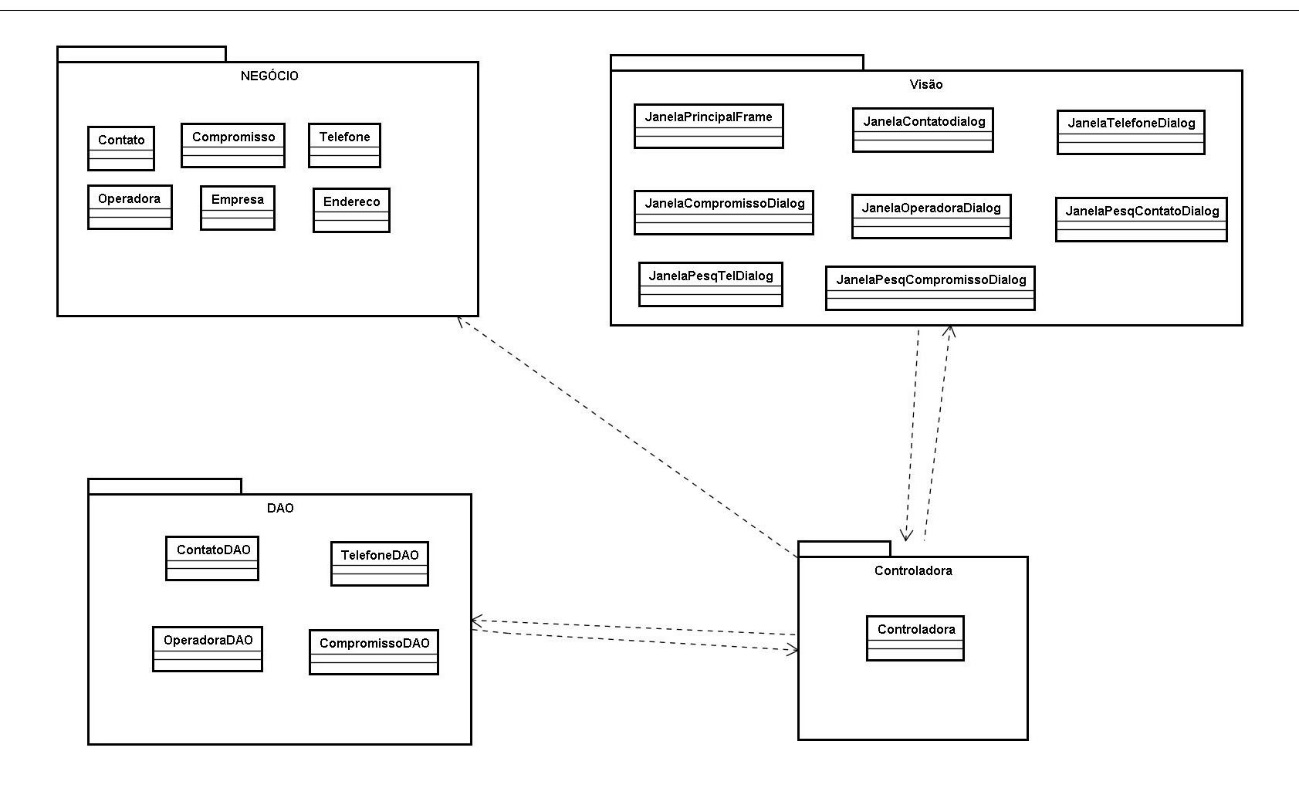 NEGÓCIO
Contato
Compromisso
Telefone
Operadora
Empresa
Endereco
Visão
JanelaPrincipalFrame
JanelaContatodialog
JanelaTelefoneDialog
JanelaCompromissoDialog
JanelaOperadoraDialog
JanelaPesqContatoDialog
JanelaPesqTelDialog
JanelaPesqCompromissoDialog
DAO
ContatoDAO
TelefoneDAO
OperadoraDAO
CompromissoDAO
Controladora
Controladora